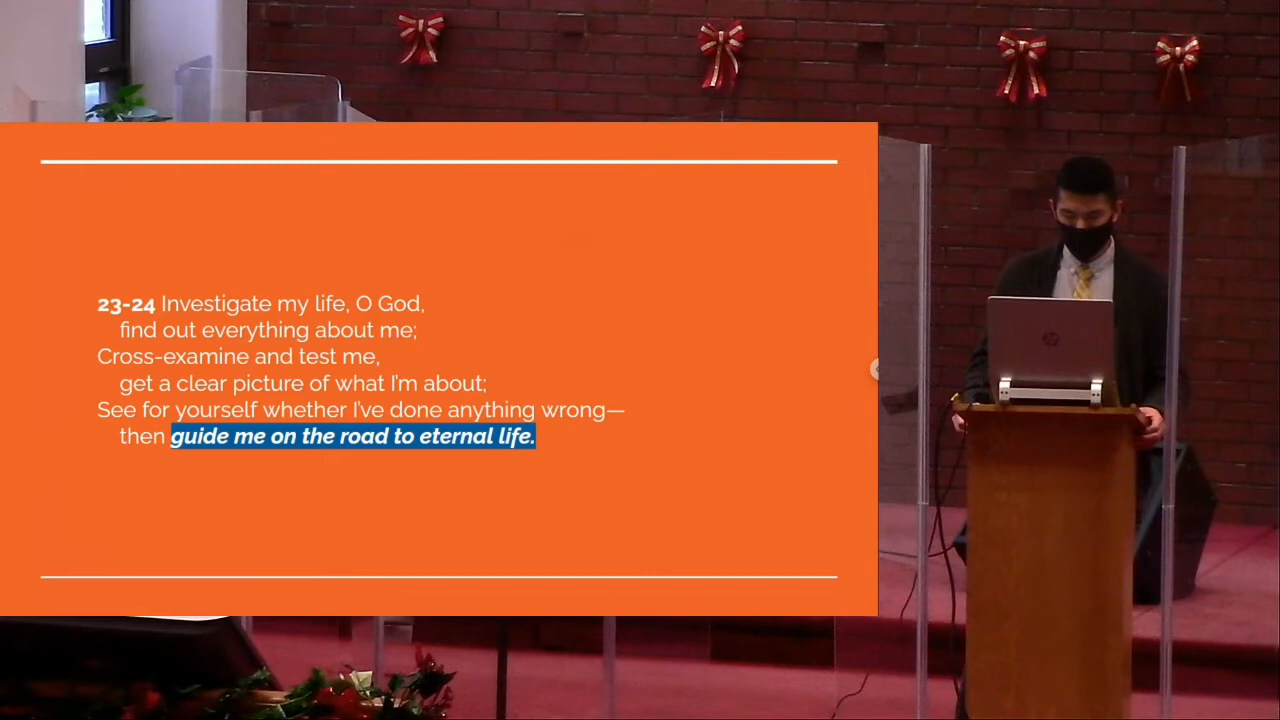 23-24 Investigate my life, O God,
find out everything about me;
Cross-examine and test me,
get a clear picture of what I'm about;
See for yourself whether I've done anything wrong—
then guide me on the road to eternal life.
hp